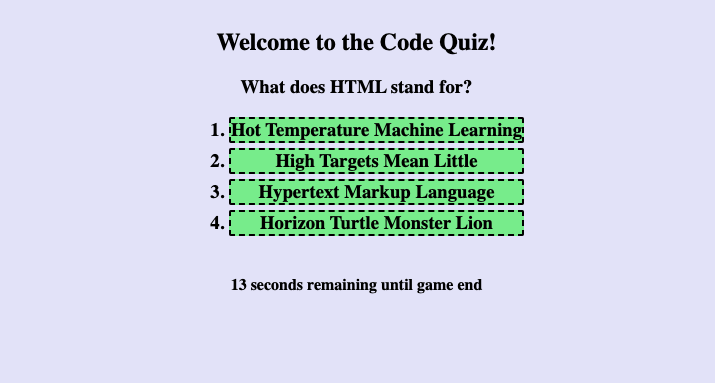 Welcome to the Code Quiz!
What does HTML stand for?
1. Hot Temperature Machine Learning
2. High Targets Mean Little
3. Hypertext Markup Language
4. Horizon Turtle Monster Lion
13 seconds remaining until game end